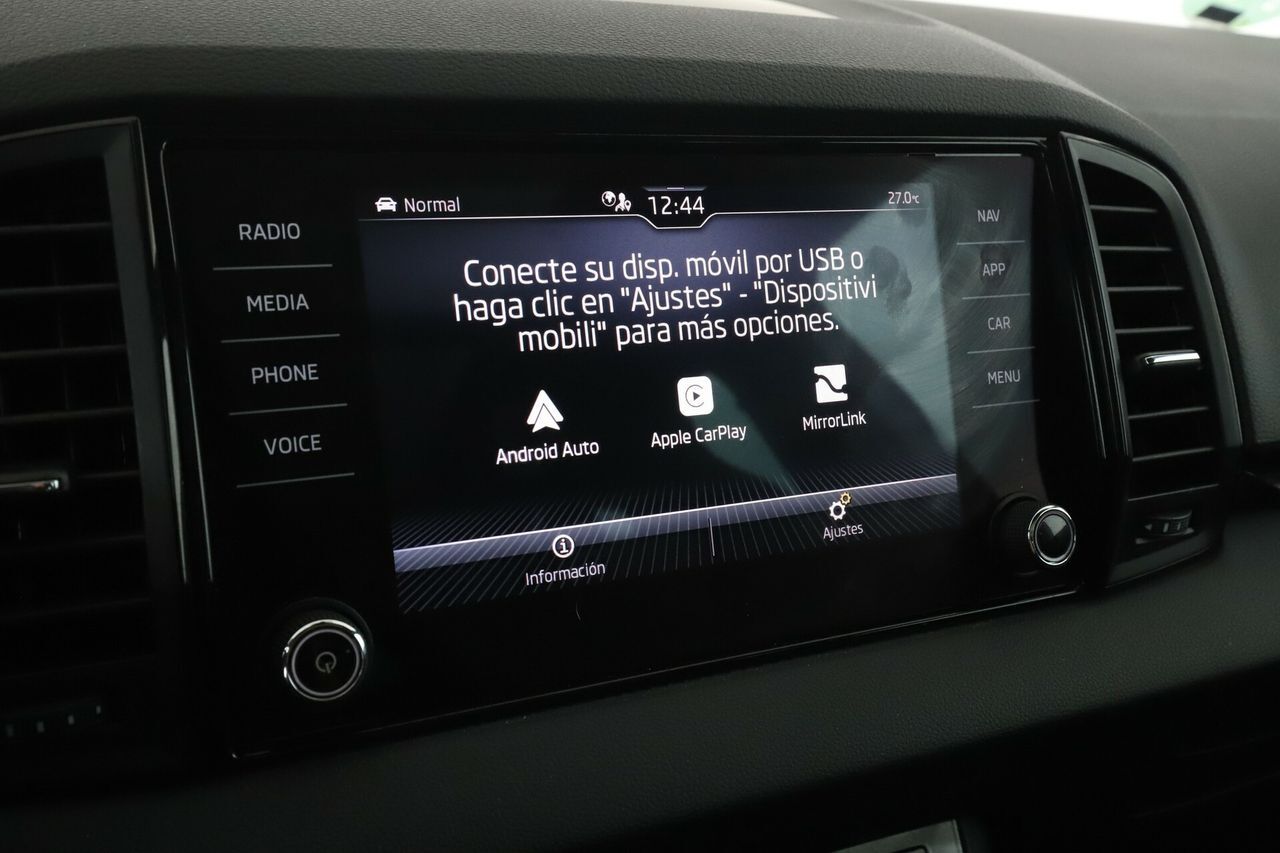 Normal
12:44
27.0°C
RADIO
MEDIA
PHONE
VOICE
Conecte su disp. móvil por USB o
haga clic en "Ajustes" - "Dispositivi
mobili" para más opciones.
Android Auto
Apple CarPlay
MirrorLink
Información
Ajustes
NAV
APP
CAR
MENU